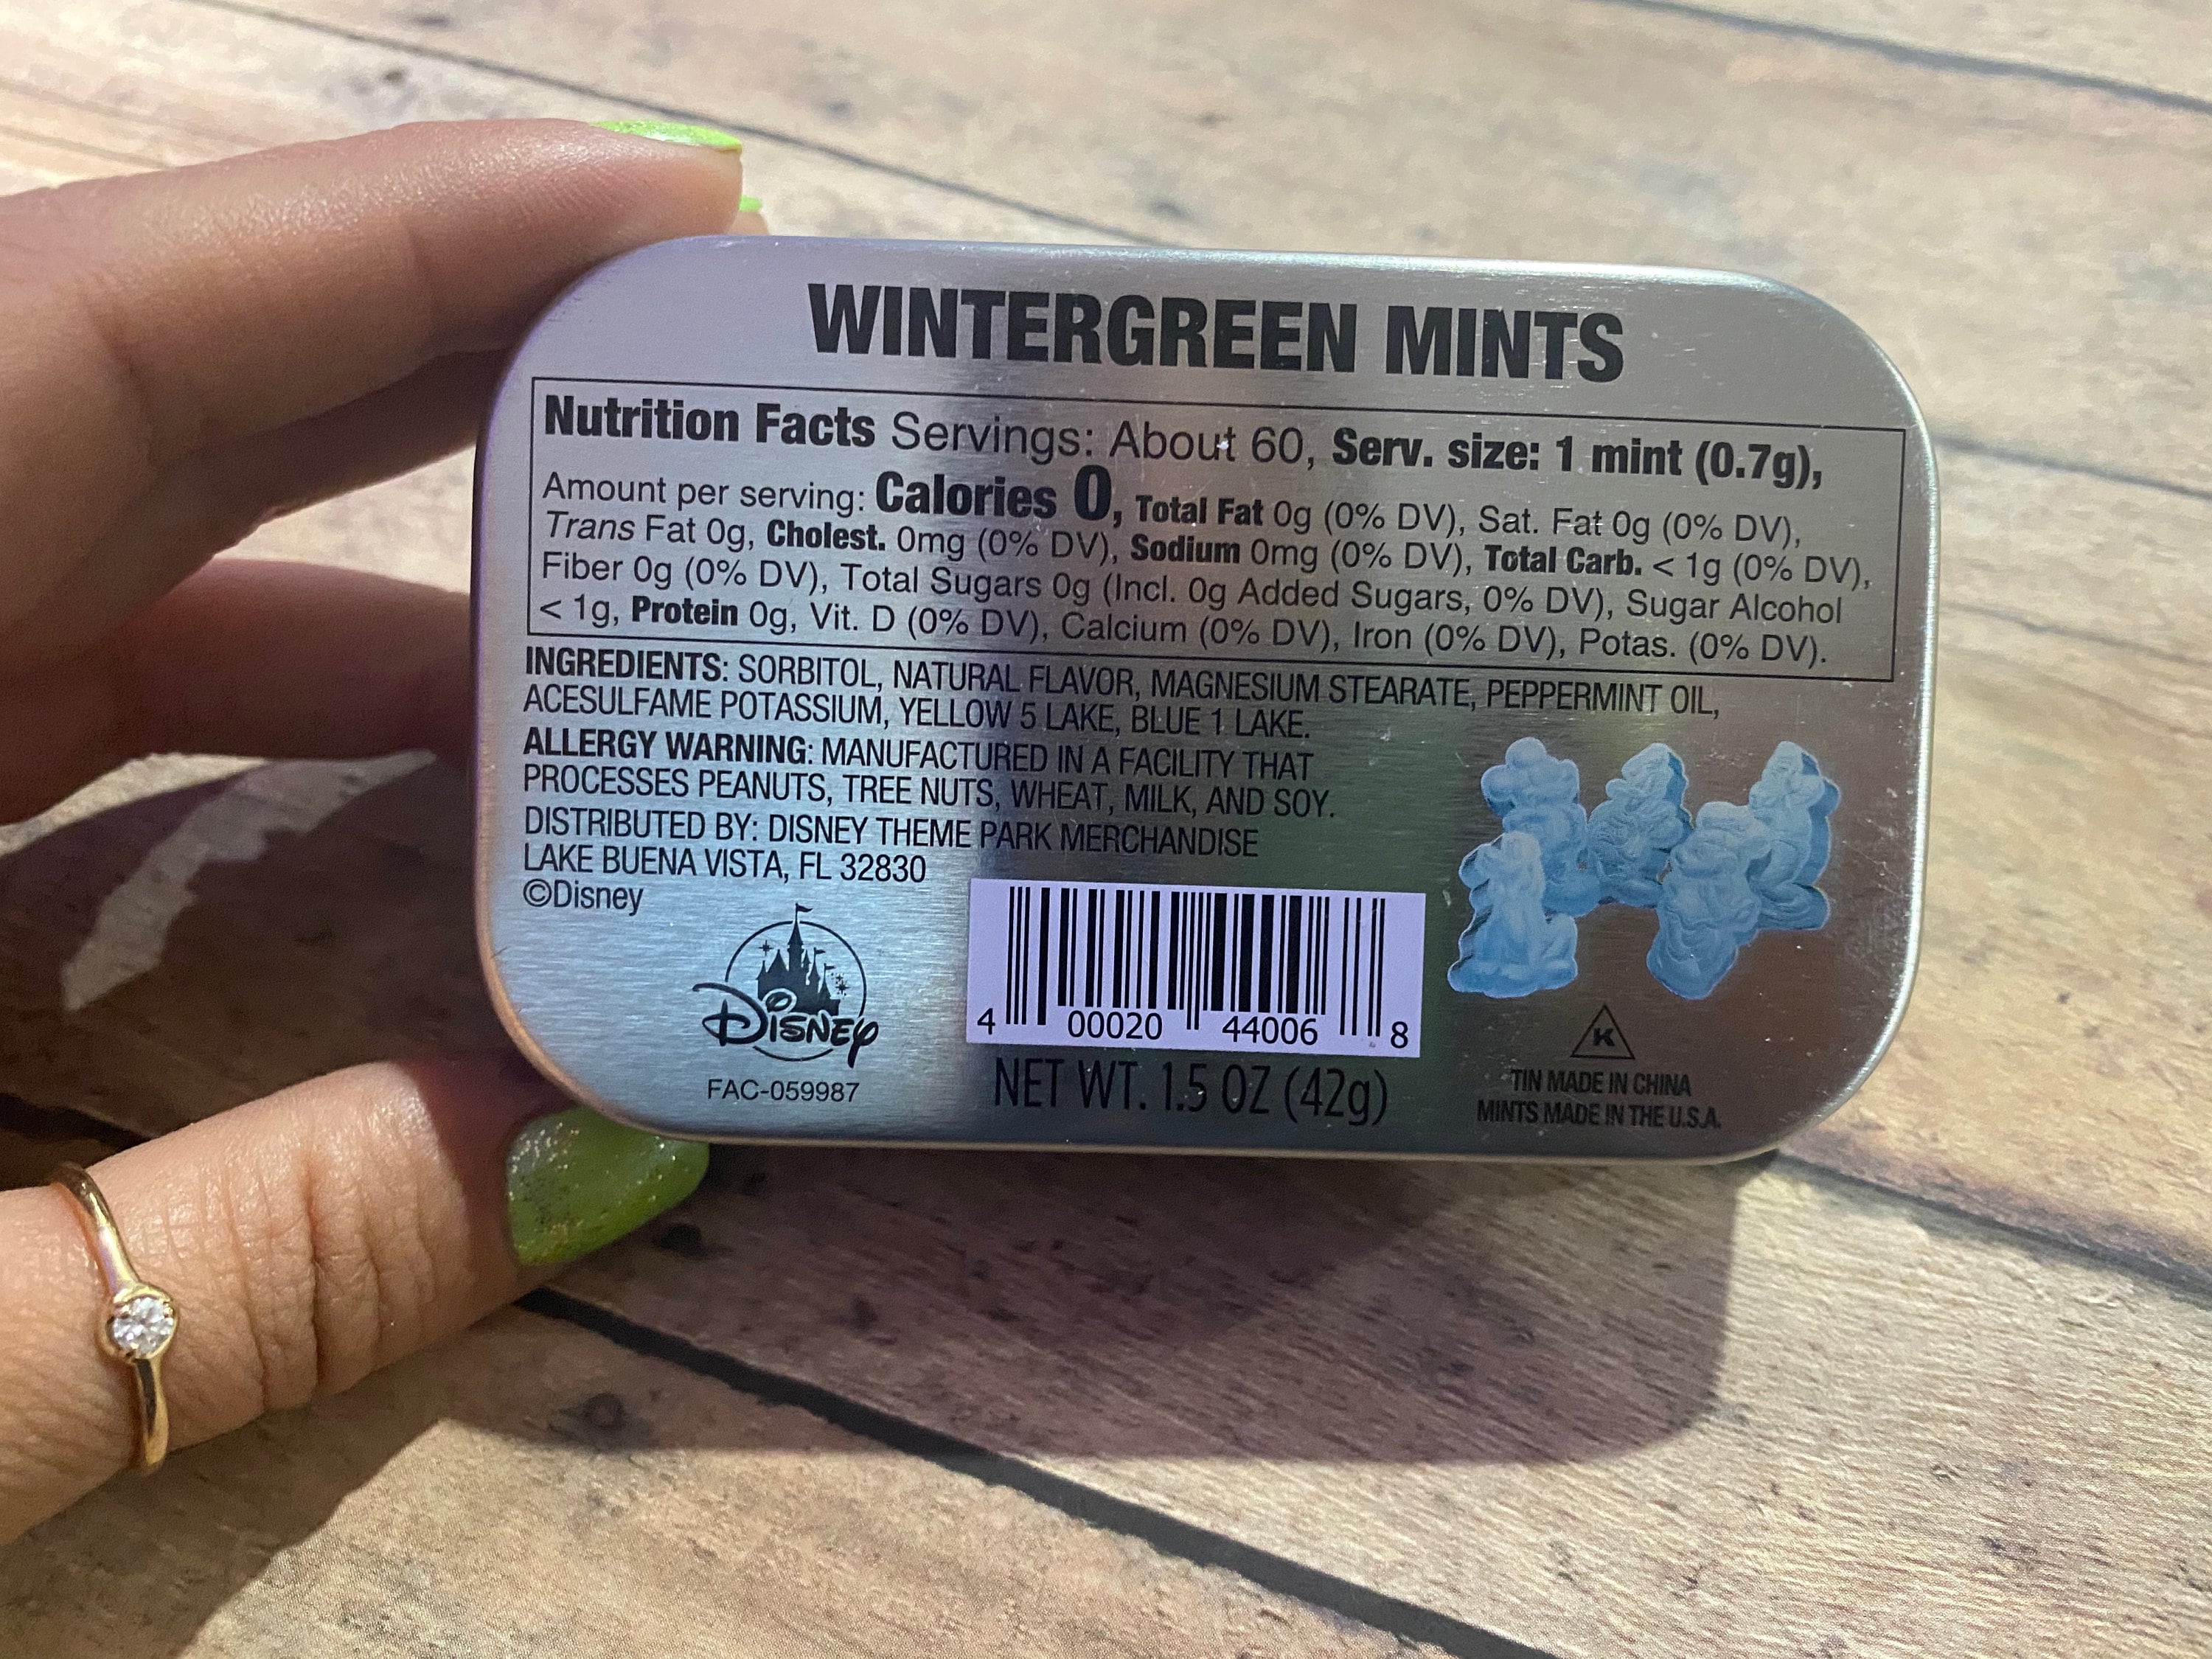 WINTERGREEN MINTS
Nutrition Facts Servings: About 60, Serv. size: 1 mint (0.7g),
Amount per serving: Calories 0, Total Fat 0g (0% DV), Sat. Fat 0g (0% DV),
Trans Fat 0g, Cholest. 0mg (0% DV), Sodium 0mg (0% DV), Total Carb. < 1g (0% DV),
Fiber 0g (0% DV), Total Sugars 0g (Incl. 0g Added Sugars, 0% DV), Sugar Alcohol
< 1g, Protein 0g, Vit. D (0% DV), Calcium (0% DV), Iron (0% DV), Potas. (0% DV).
INGREDIENTS: SORBITOL, NATURAL FLAVOR, MAGNESIUM STEARATE, PEPPERMINT OIL,
ACESULFAME POTASSIUM, YELLOW 5 LAKE, BLUE 1 LAKE.
ALLERGY WARNING: MANUFACTURED IN A FACILITY THAT
PROCESSES PEANUTS, TREE NUTS, WHEAT, MILK, AND SOY.
DISTRIBUTED BY: DISNEY THEME PARK MERCHANDISE
LAKE BUENA VISTA, FL 32830
©Disney
Disney
FAC-059987
4 00020 44006 8
NET WT. 1.5 OZ (42g)
K
TIN MADE IN CHINA
MINTS MADE IN THE U.S.A.